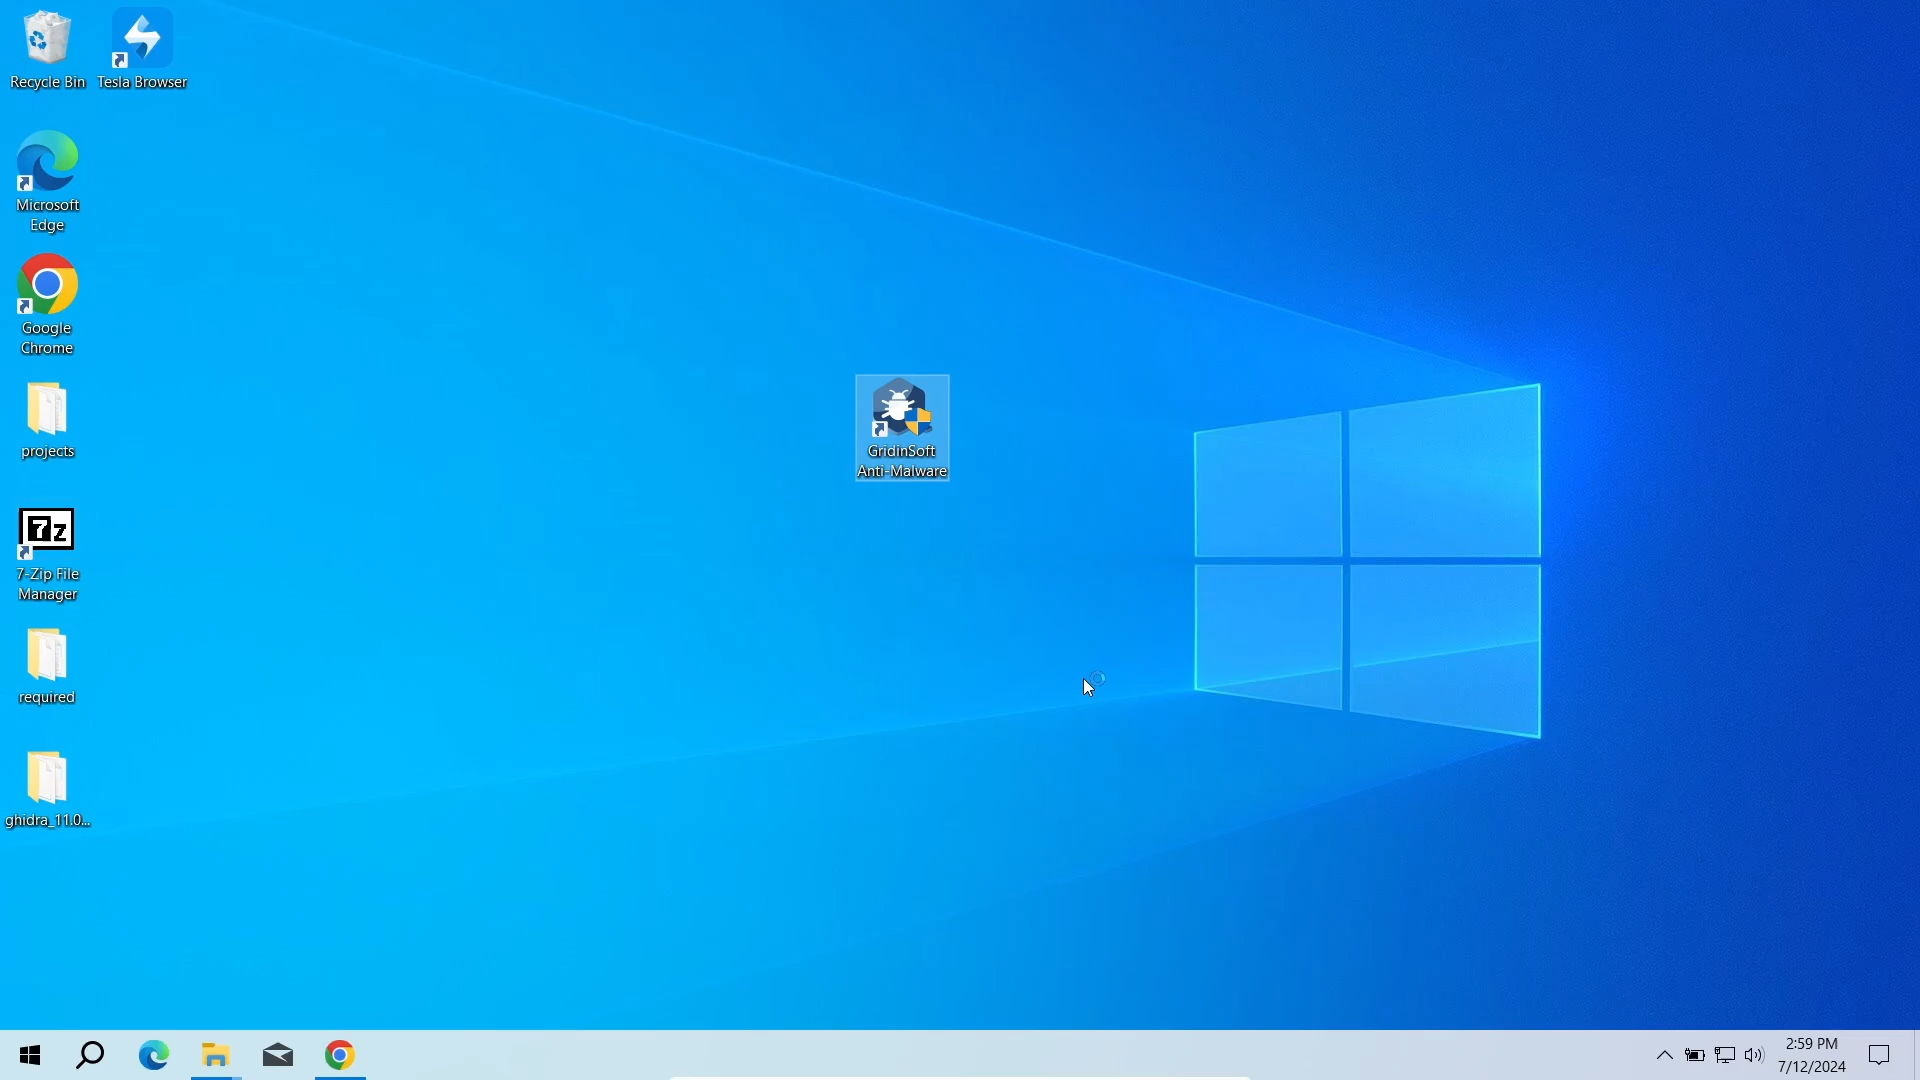 Recycle Bin
Tesla Browser
Microsoft
Edge
Google
Chrome
projects
7-Zip File
Manager
required
ghidra_11.0...
GridinSoft
Anti-Malware
2:59 PM
7/12/2024